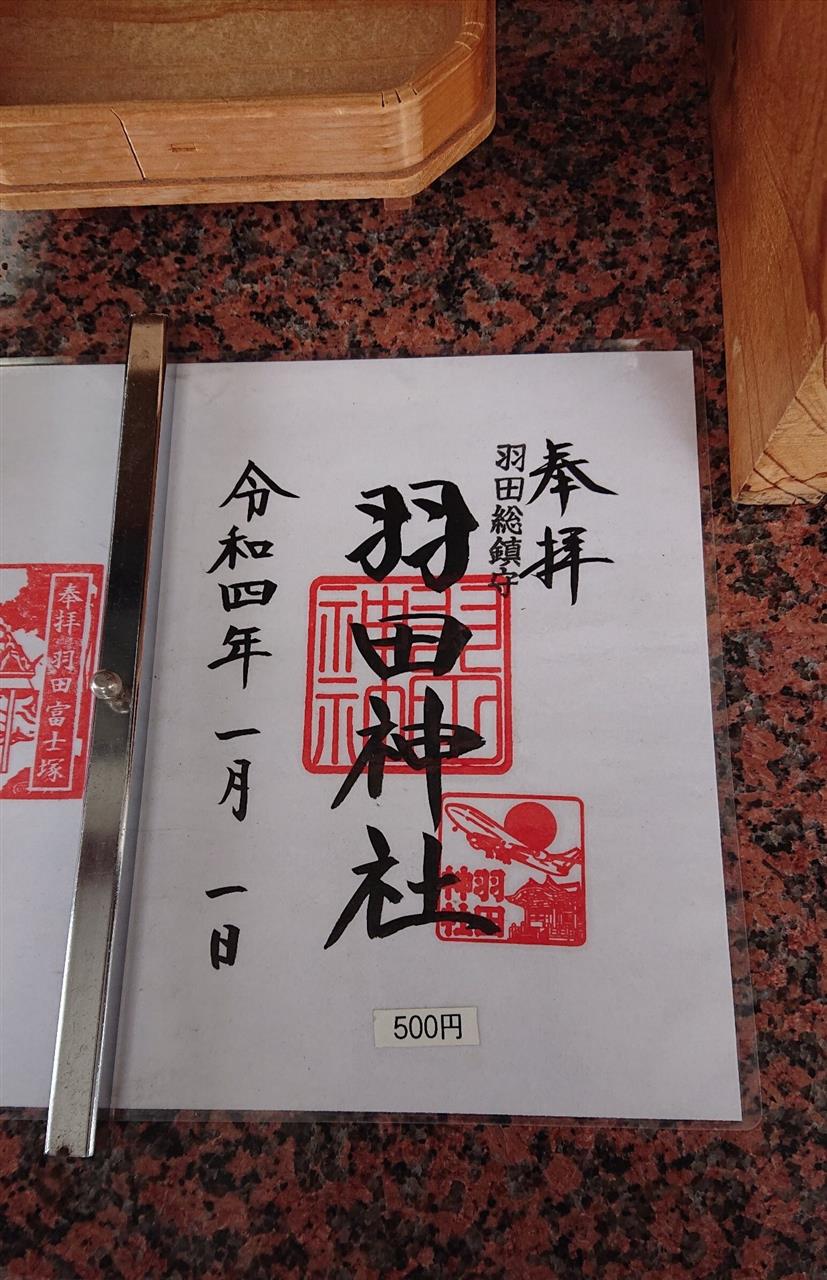 奉拝
羽田総鎮守
羽田神社
令和四年一月一日
羽田
神社
500円
奉拝 羽田富士塚